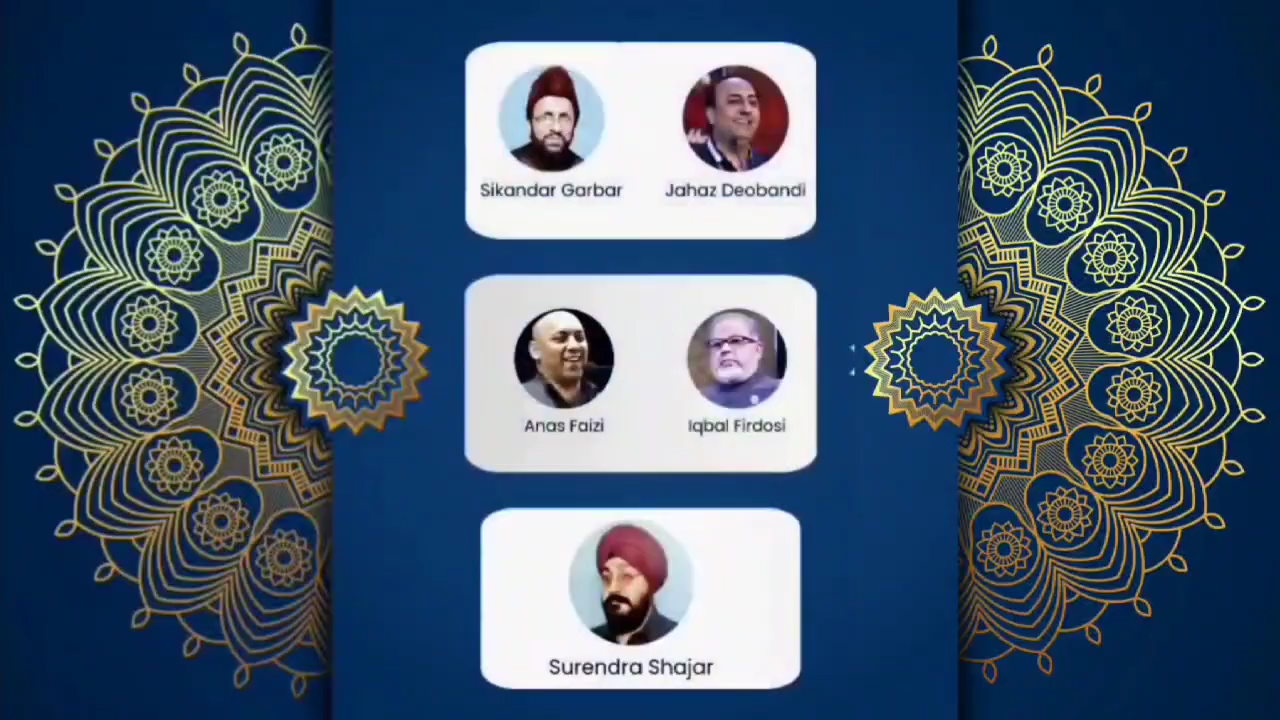 Sikandar Garbar
Jahaz Deobandi
Anas Faizi
Iqbal Firdosi
Surendra Shajar